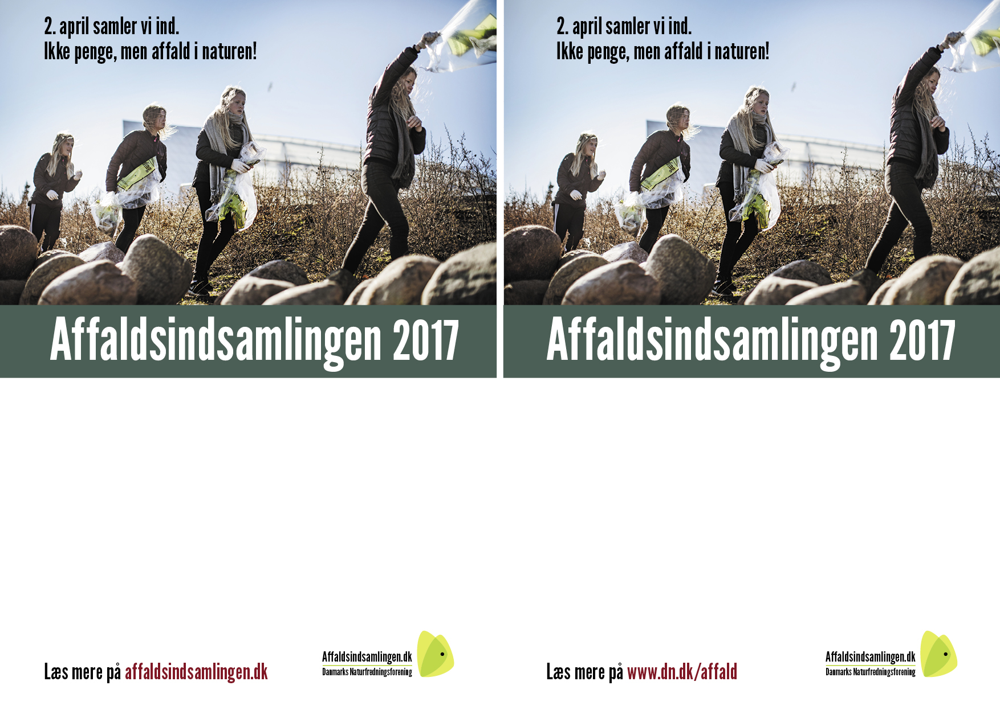 2. april samler vi ind.
Ikke penge, men affald i naturen!
Affaldsindsamlingen 2017
Læs mere på affaldsindsamlingen.dk
Affaldsindsamlingen.dk
Danmarks Naturfredningsforening
2. april samler vi ind.
Ikke penge, men affald i naturen!
Affaldsindsamlingen 2017
Læs mere på www.dn.dk/affald
Affaldsindsamlingen.dk
Danmarks Naturfredningsforening